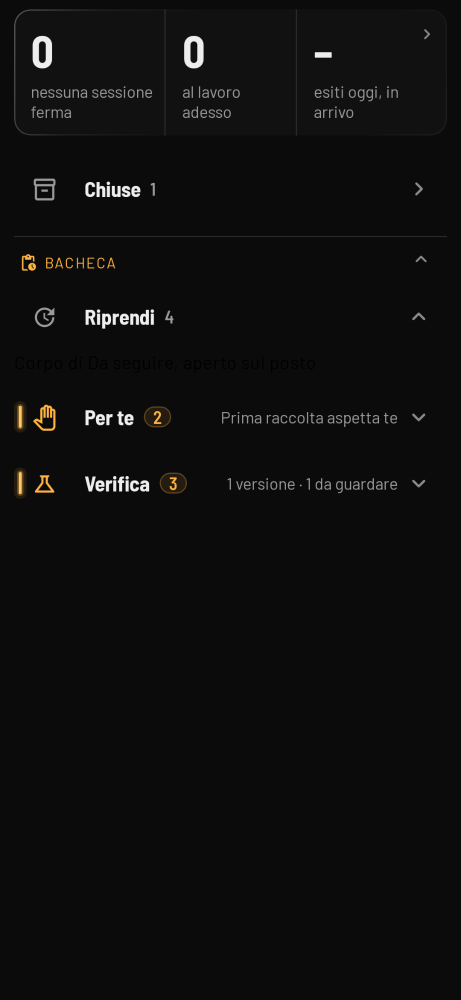 0
nessuna sessione
ferma
0
al lavoro
adesso
–
esiti oggi, in
arrivo
Chiuse 1
BACHECA
Riprendi 4
Corpo di Da seguire, aperto sul posto
Per te 2 Prima raccolta aspetta te
Verifica 3 1 versione · 1 da guardare